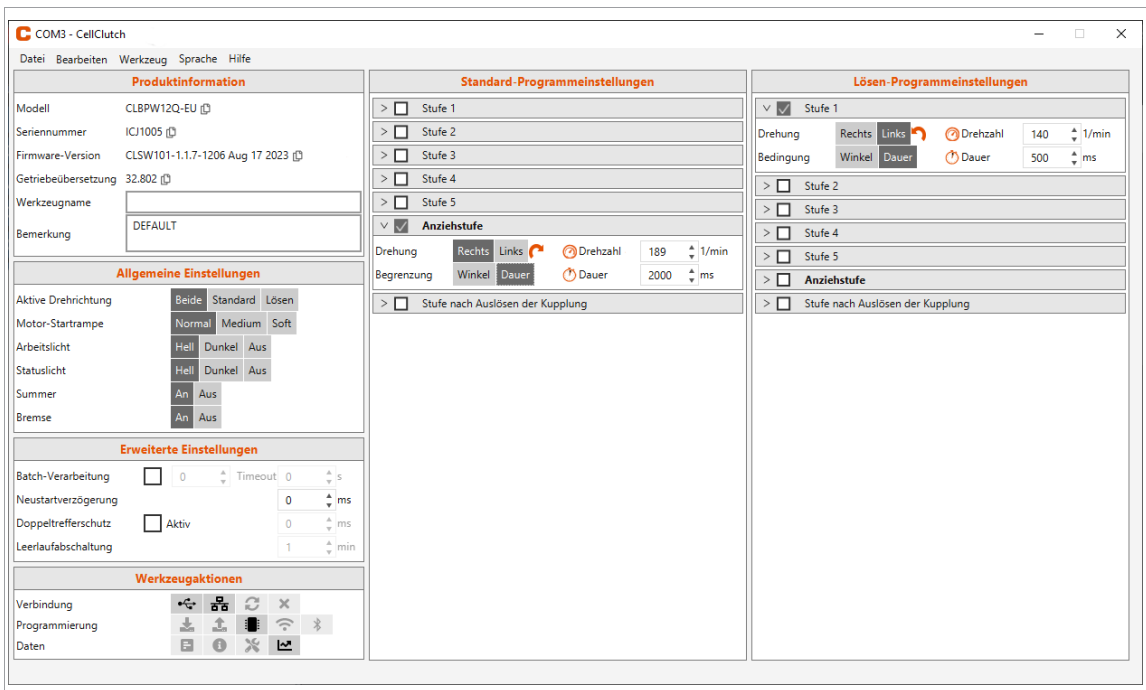 COM3 - CellClutch
Datei Bearbeiten Werkzeug Sprache Hilfe
Produktinformation
Modell CLBPW12Q-EU
Seriennummer ICJ1005
Firmware-Version CLSW101-1.1.7-1206 Aug 17 2023
Getriebeübersetzung 32.802
Werkzeugname
Bemerkung DEFAULT
Allgemeine Einstellungen
Aktive Drehrichtung Beide Standard Lösen
Motor-Startrampe Normal Medium Soft
Arbeitslicht Hell Dunkel Aus
Statuslicht Hell Dunkel Aus
Summer An Aus
Bremse An Aus
Erweiterte Einstellungen
Batch-Verarbeitung 0 Timeout 0 s
Neustartverzögerung 0 ms
Doppeltrefferschutz Aktiv 0 ms
Leerlaufabschaltung 1 min
Werkzeugaktionen
Verbindung
Programmierung
Daten
Standard-Programmeinstellungen
Stufe 1
Stufe 2
Stufe 3
Stufe 4
Stufe 5
Anziehstufe
Drehung Rechts Links Drehzahl 189 1/min
Begrenzung Winkel Dauer Dauer 2000 ms
Stufe nach Auslösen der Kupplung
Lösen-Programmeinstellungen
Stufe 1
Drehung Rechts Links Drehzahl 140 1/min
Bedingung Winkel Dauer Dauer 500 ms
Stufe 2
Stufe 3
Stufe 4
Stufe 5
Anziehstufe
Stufe nach Auslösen der Kupplung